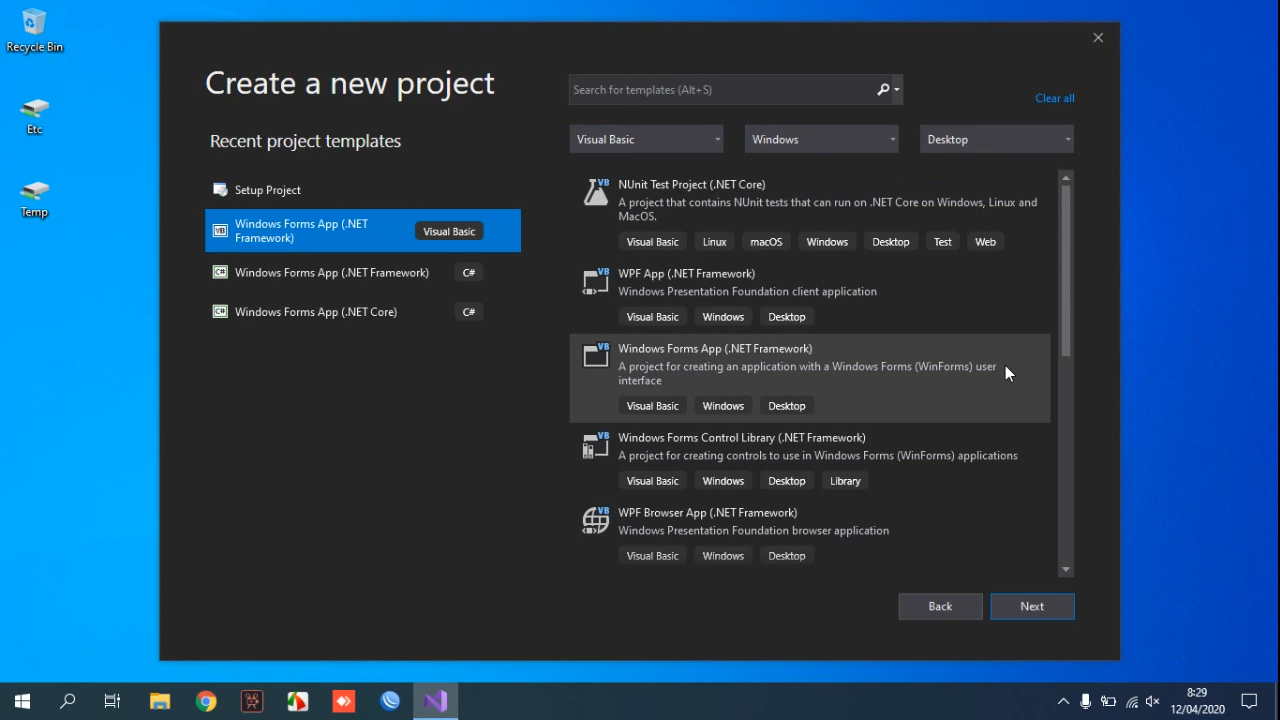 Recycle Bin
Etc
Temp
Create a new project
Recent project templates
Setup Project
Windows Forms App (.NET
Framework)
Visual Basic
Windows Forms App (.NET Framework) C#
Windows Forms App (.NET Core) C#
Search for templates (Alt+S)
Clear all
Visual Basic Windows Desktop
NUnit Test Project (.NET Core)
A project that contains NUnit tests that can run on .NET Core on Windows, Linux and
MacOS.
Visual Basic Linux macOS Windows Desktop Test Web
WPF App (.NET Framework)
Windows Presentation Foundation client application
Visual Basic Windows Desktop
Windows Forms App (.NET Framework)
A project for creating an application with a Windows Forms (WinForms) user
interface
Visual Basic Windows Desktop
Windows Forms Control Library (.NET Framework)
A project for creating controls to use in Windows Forms (WinForms) applications
Visual Basic Windows Desktop Library
WPF Browser App (.NET Framework)
Windows Presentation Foundation browser application
Visual Basic Windows Desktop
Back Next
8:29
12/04/2020